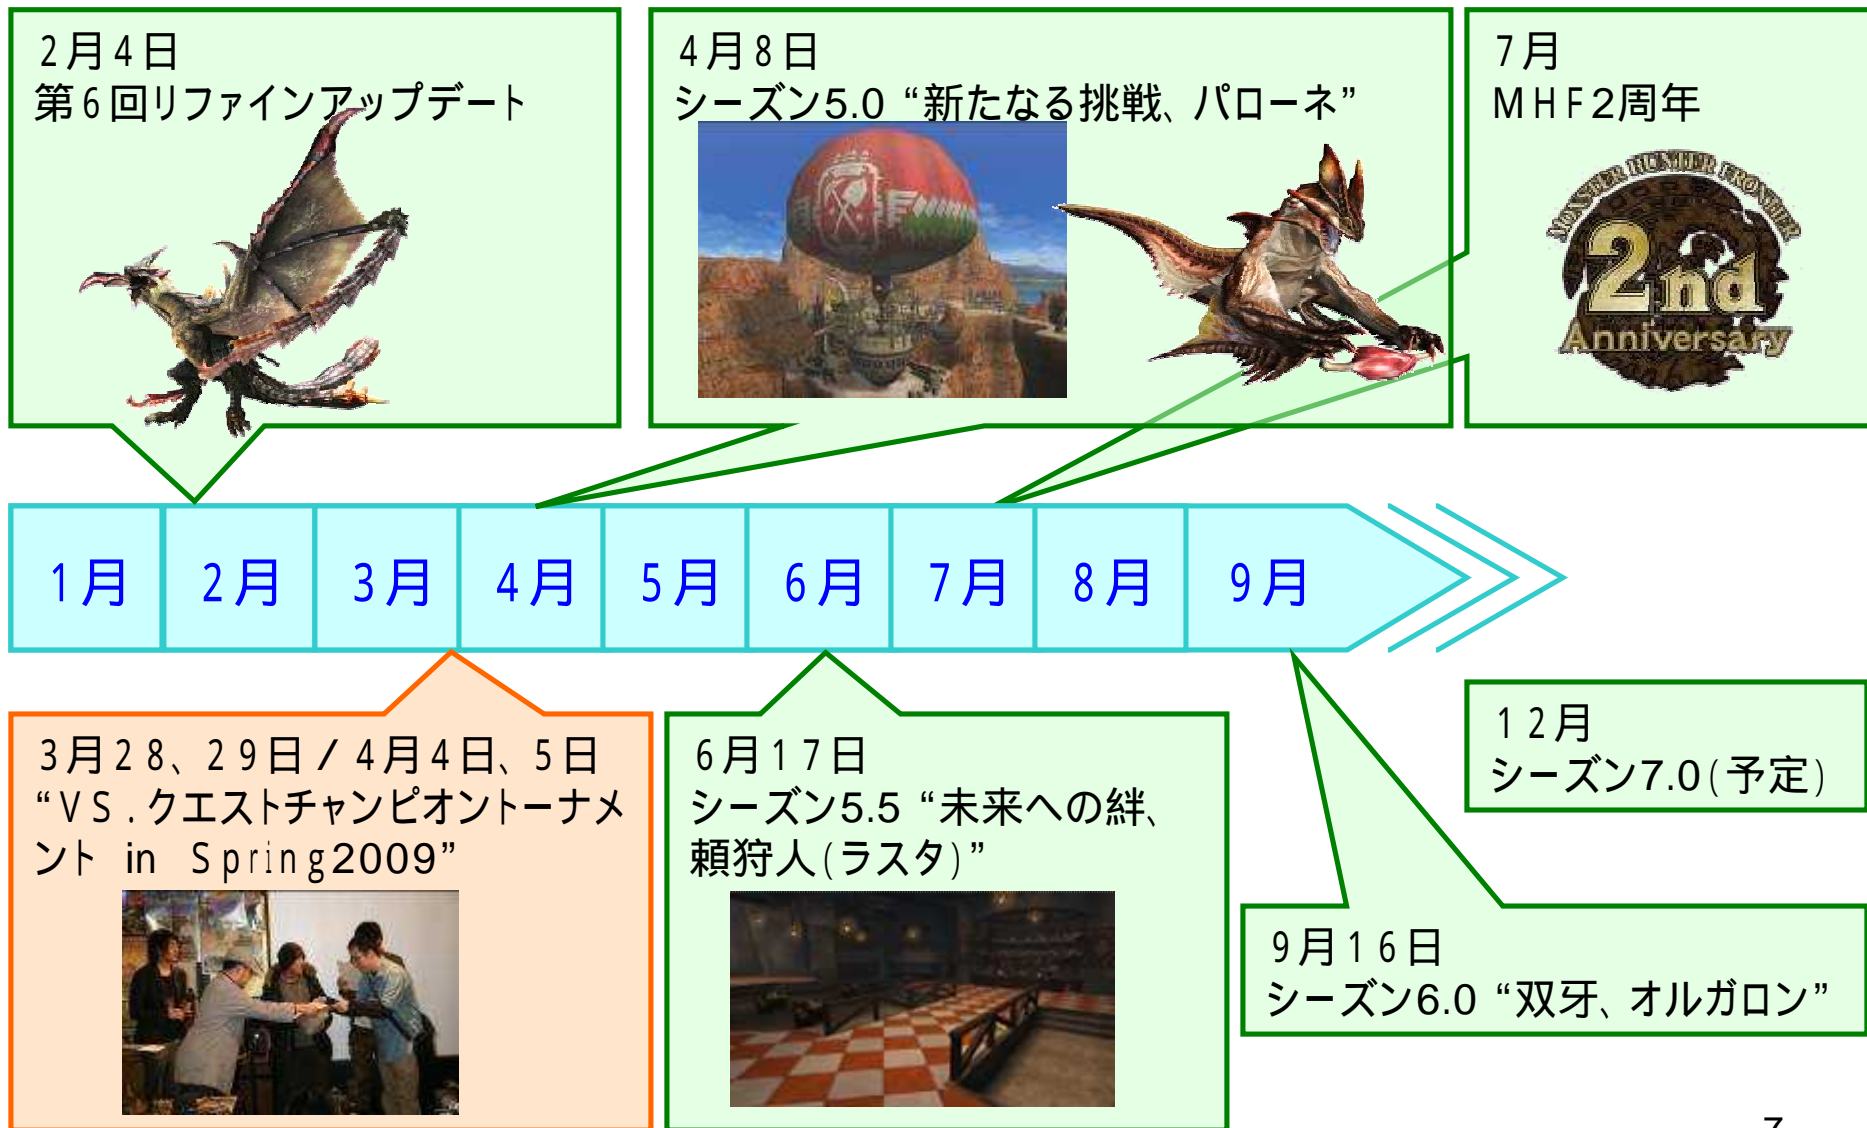 2月4日
第6回リファインアップデート
4月8日
シーズン5.0 “新たなる挑戦、パローネ”
7月
MHF2周年
MONSTER HUNTER FRONTIER
2nd
Anniversary
1月 2月 3月 4月 5月 6月 7月 8月 9月
3月28、29日/4月4日、5日
“VS.クエストチャンピオントーナメ
ント in Spring2009”
6月17日
シーズン5.5 “未来への絆、
頼狩人(ラスタ)”
12月
シーズン7.0(予定)
9月16日
シーズン6.0 “双牙、オルガロン”